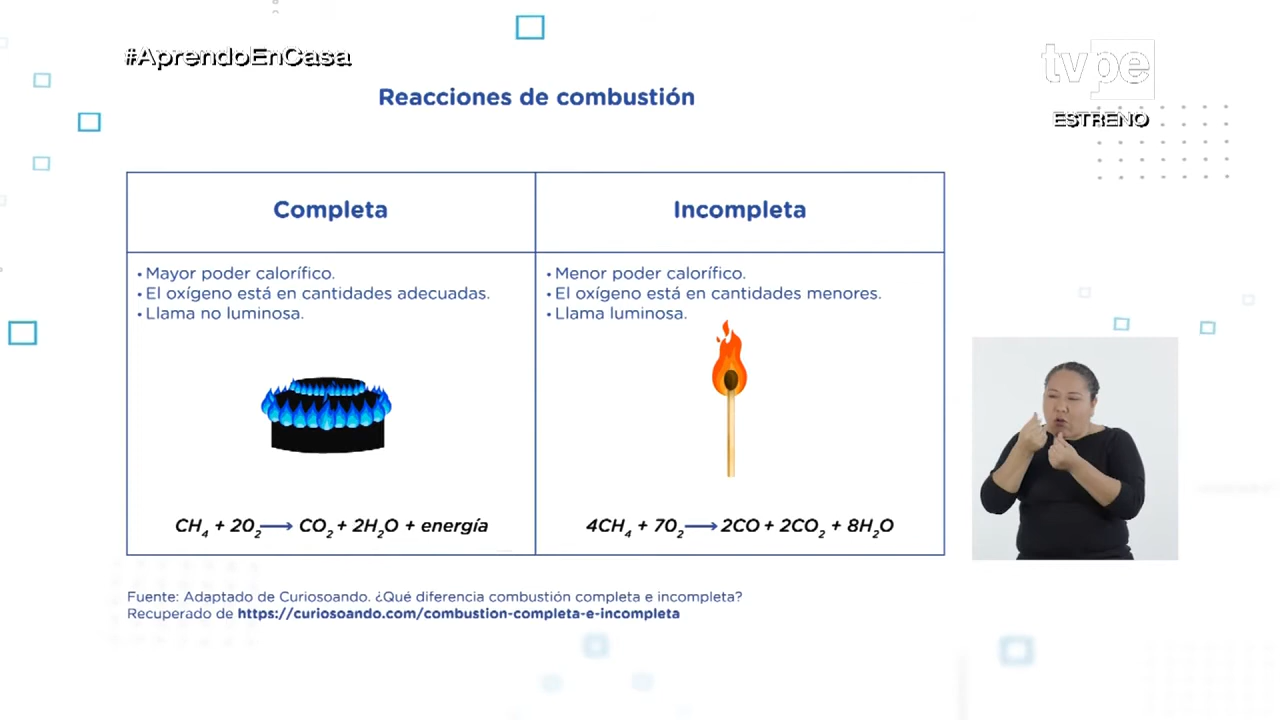 #AprendoEnCasa
tvpe
ESTRENO
Reacciones de combustión
Completa
Incompleta
• Mayor poder calorífico.
• El oxígeno está en cantidades adecuadas.
• Llama no luminosa.
• Menor poder calorífico.
• El oxígeno está en cantidades menores.
• Llama luminosa.
CH₄ + 2O₂ → CO₂ + 2H₂O + energía
4CH₄ + 7O₂ → 2CO + 2CO₂ + 8H₂O
Fuente: Adaptado de Curiosoando. ¿Qué diferencia combustión completa e incompleta?
Recuperado de https://curiosoando.com/combustion-completa-e-incompleta